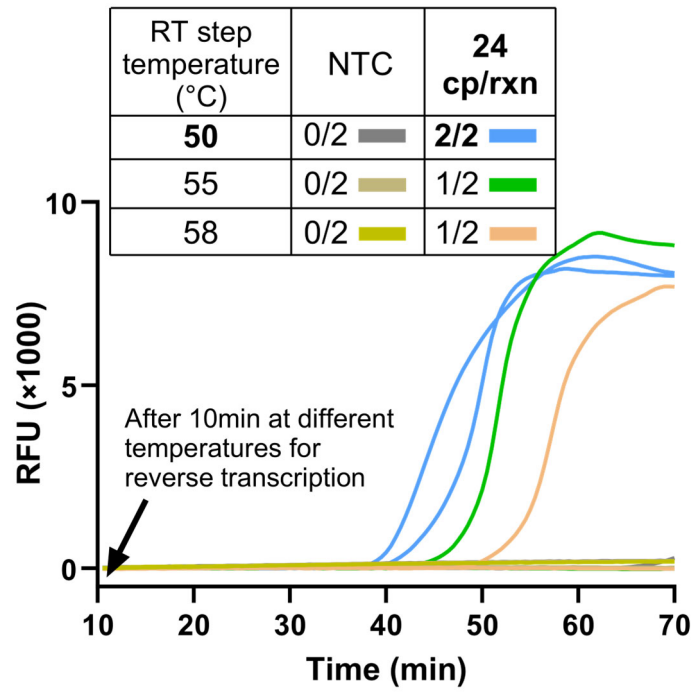 RT step
temperature
(°C)
NTC
24
cp/rxn
50
0/2
2/2
55
0/2
1/2
58
0/2
1/2
10
5
0
RFU (×1000)
After 10min at different
temperatures for
reverse transcription
10 20 30 40 50 60 70
Time (min)